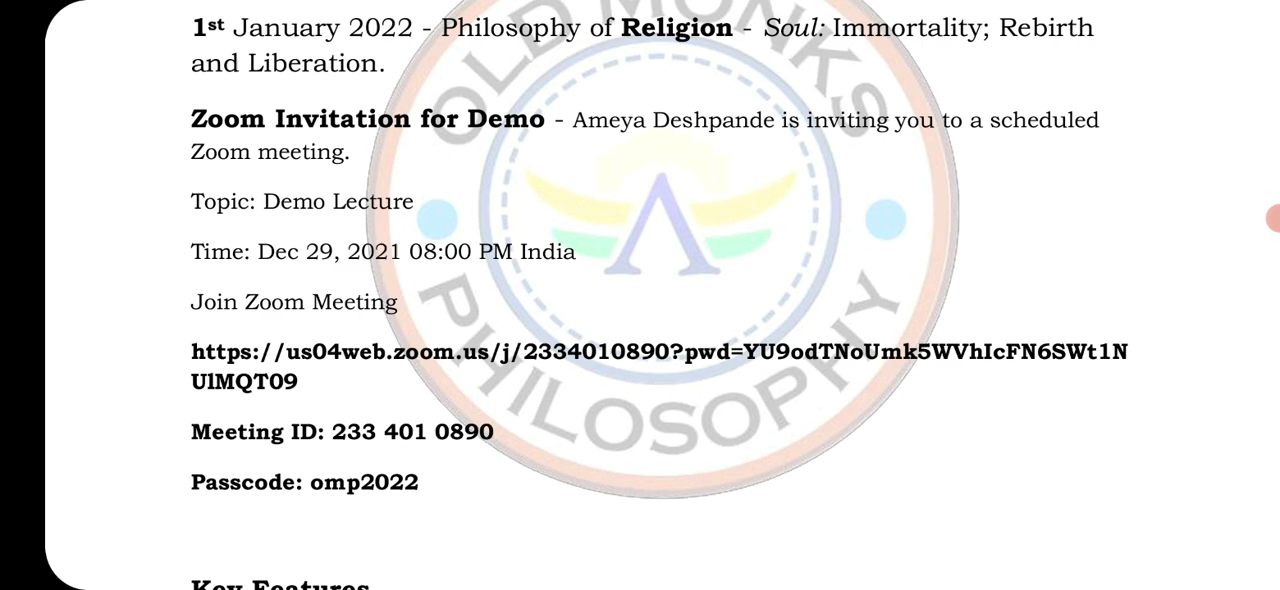 1st January 2022 - Philosophy of Religion - Soul: Immortality; Rebirth
and Liberation.
Zoom Invitation for Demo - Ameya Deshpande is inviting you to a scheduled
Zoom meeting.
Topic: Demo Lecture
Time: Dec 29, 2021 08:00 PM India
Join Zoom Meeting
https://us04web.zoom.us/j/2334010890?pwd=YU9odTNoUmk5WVhIcFN6SWt1N
UlMQT09
Meeting ID: 233 401 0890
Passcode: omp2022
Key Features
OLD MONKS
PHILOSOPHY